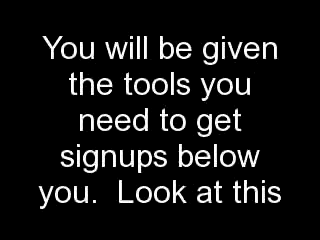 You will be given
the tools you
need to get
signups below
you.  Look at this